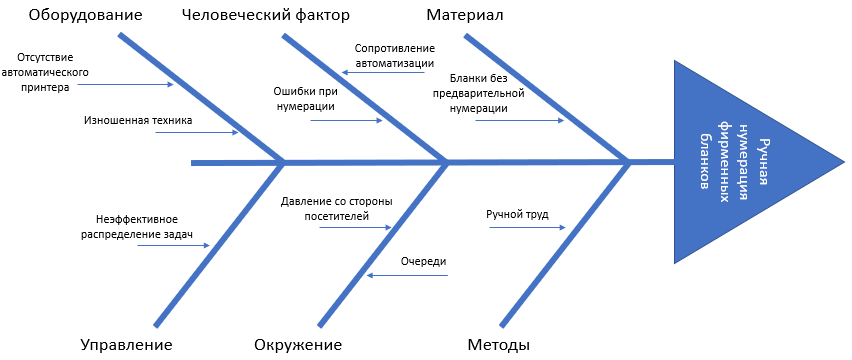 Оборудование
Человеческий фактор
Материал
Отсутствие
автоматического
принтера
Изношенная техника
Сопротивление
автоматизации
Ошибки при
нумерации
Бланки без
предварительной
нумерации
Ручная
нумерация
фирменных
бланков
Неэффективное
распределение задач
Давление со стороны
посетителей
Очереди
Ручной труд
Управление
Окружение
Методы